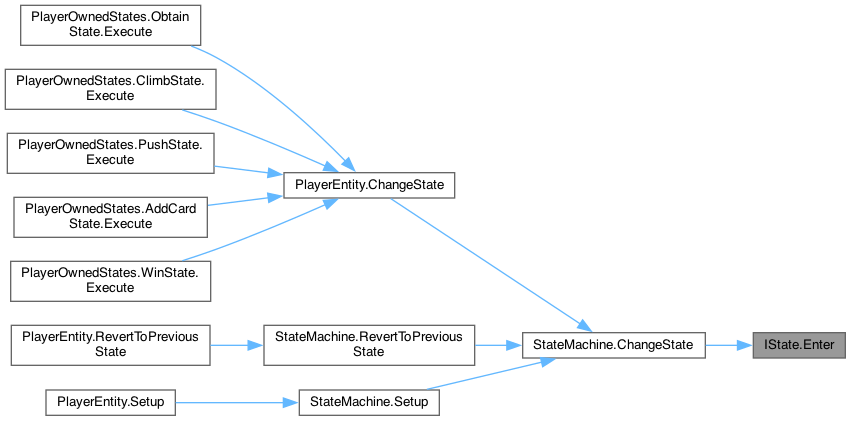 PlayerOwnedStates.Obtain
State.Execute
PlayerOwnedStates.ClimbState.
Execute
PlayerOwnedStates.PushState.
Execute
PlayerEntity.ChangeState
PlayerOwnedStates.AddCard
State.Execute
PlayerOwnedStates.WinState.
Execute
PlayerEntity.RevertToPrevious
State
StateMachine.RevertToPrevious
State
StateMachine.ChangeState
IState.Enter
PlayerEntity.Setup
StateMachine.Setup